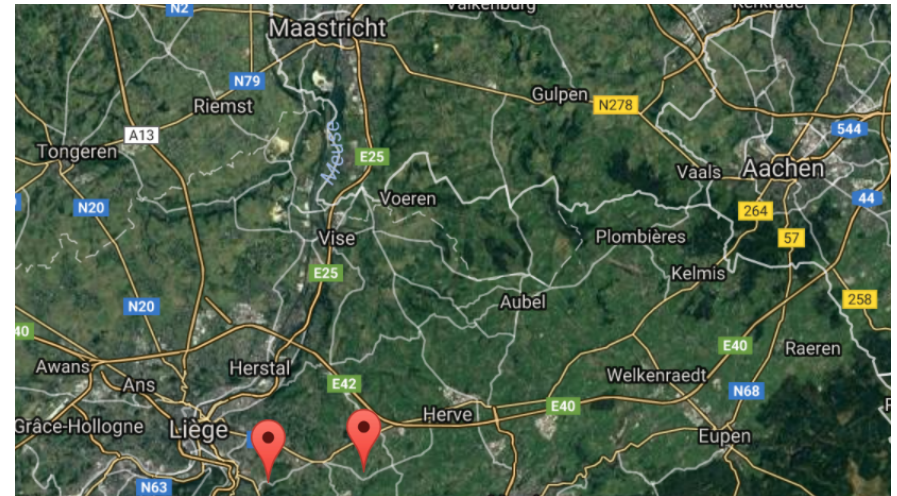 N2
Valkenburg
Kerkrade
Maastricht
N79
Gulpen
N278
Riemst
A13
544
Meuse
Tongeren
E25
Vaals
Aachen
Voeren
44
N20
264
Vise
Plombières
57
E25
Kelmis
Aubel
258
N20
40
E40
Raeren
Awans
Herstal
Ans
E42
Welkenraedt
N68
Herve
E40
Grâce-Hollogne
Liège
Eupen
N63